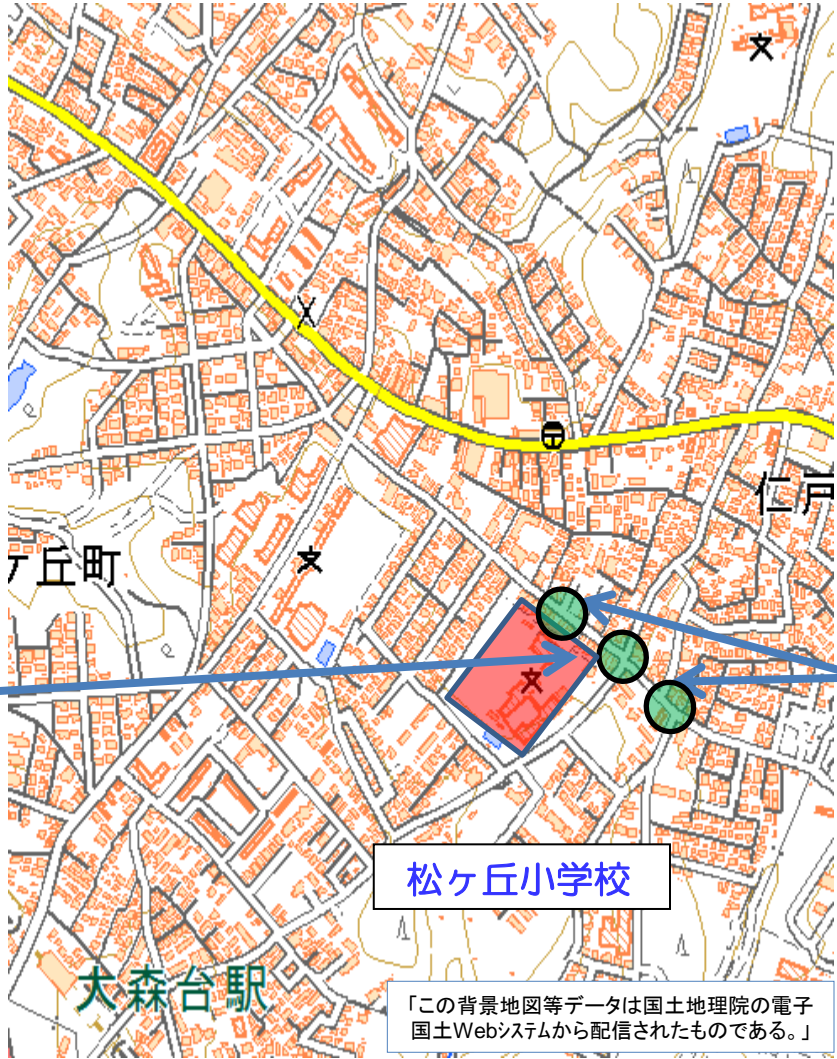 仁戸
ケ丘町
松ヶ丘小学校
大森台駅
「この背景地図等データは国土地理院の電子
国土Webシステムから配信されたものである。」